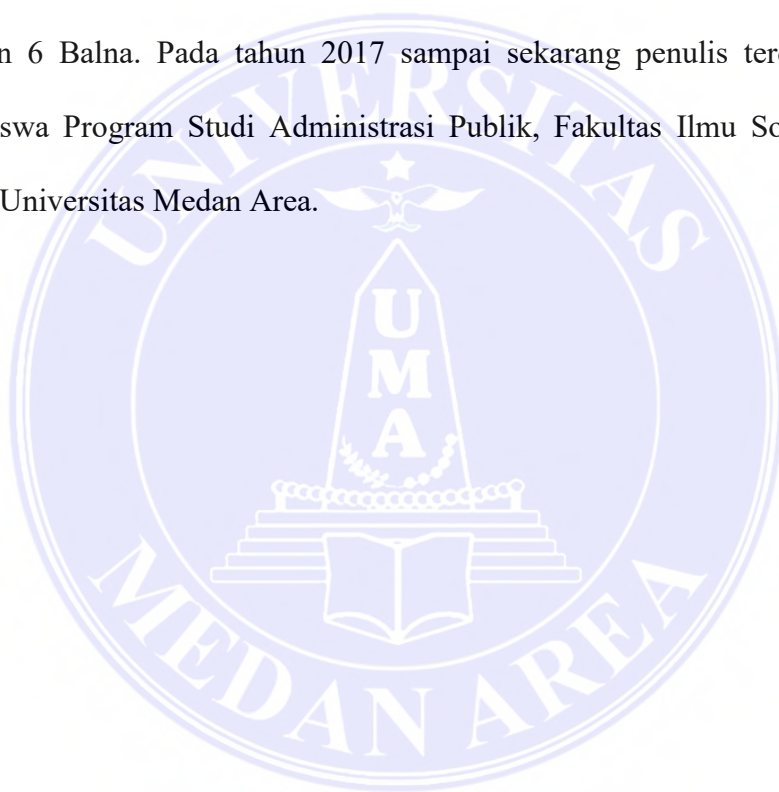 n 6 Balna. Pada tahun 2017 sampai sekarang penulis ter
swa Program Studi Administrasi Publik, Fakultas Ilmu So
Universitas Medan Area.
UNIVERSITAS
UMA
MEDAN AREA